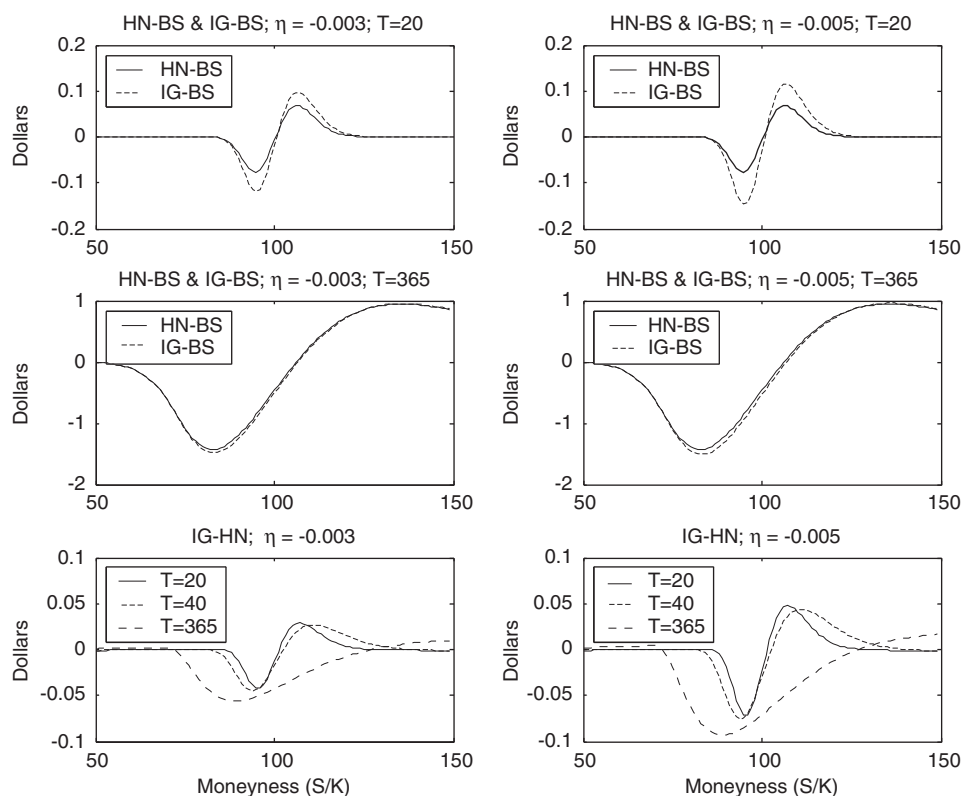 HN-BS & IG-BS; η = -0.003; T=20
0.2
0.1
0
-0.1
-0.2
Dollars
HN-BS
IG-BS
50
100
150
HN-BS & IG-BS; η = -0.005; T=20
0.2
0.1
0
-0.1
-0.2
Dollars
HN-BS
IG-BS
50
100
150
HN-BS & IG-BS; η = -0.003; T=365
1
0
-1
-2
Dollars
HN-BS
IG-BS
50
100
150
HN-BS & IG-BS; η = -0.005; T=365
1
0
-1
-2
Dollars
HN-BS
IG-BS
50
100
150
IG-HN; η = -0.003
0.1
0.05
0
-0.05
-0.1
Dollars
T=20
T=40
T=365
50
100
150
Moneyness (S/K)
IG-HN; η = -0.005
0.1
0.05
0
-0.05
-0.1
Dollars
T=20
T=40
T=365
50
100
150
Moneyness (S/K)